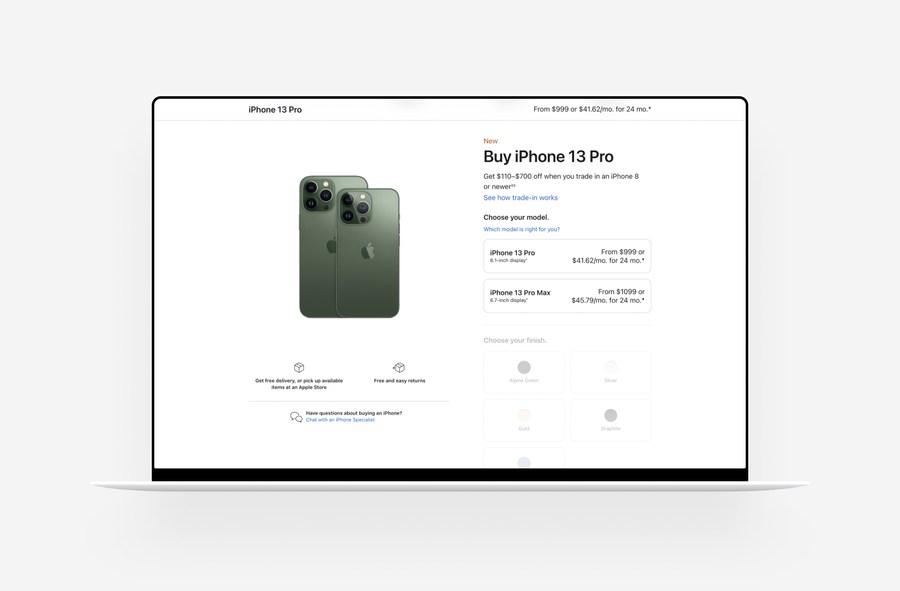 iPhone 13 Pro
From $999 or $41.62/mo. for 24 mo.*
New
Buy iPhone 13 Pro
Get $110–$700 off when you trade in an iPhone 8
or newer**
See how trade-in works
Choose your model.
Which model is right for you?
iPhone 13 Pro
6.1-inch display¹
From $999 or
$41.62/mo. for 24 mo.*
iPhone 13 Pro Max
6.7-inch display¹
From $1099 or
$45.79/mo. for 24 mo.*
Choose your finish.
Alpine Green
Silver
Gold
Graphite
Get free delivery, or pick up available
items at an Apple Store
Free and easy returns
Have questions about buying an iPhone?
Chat with an iPhone Specialist